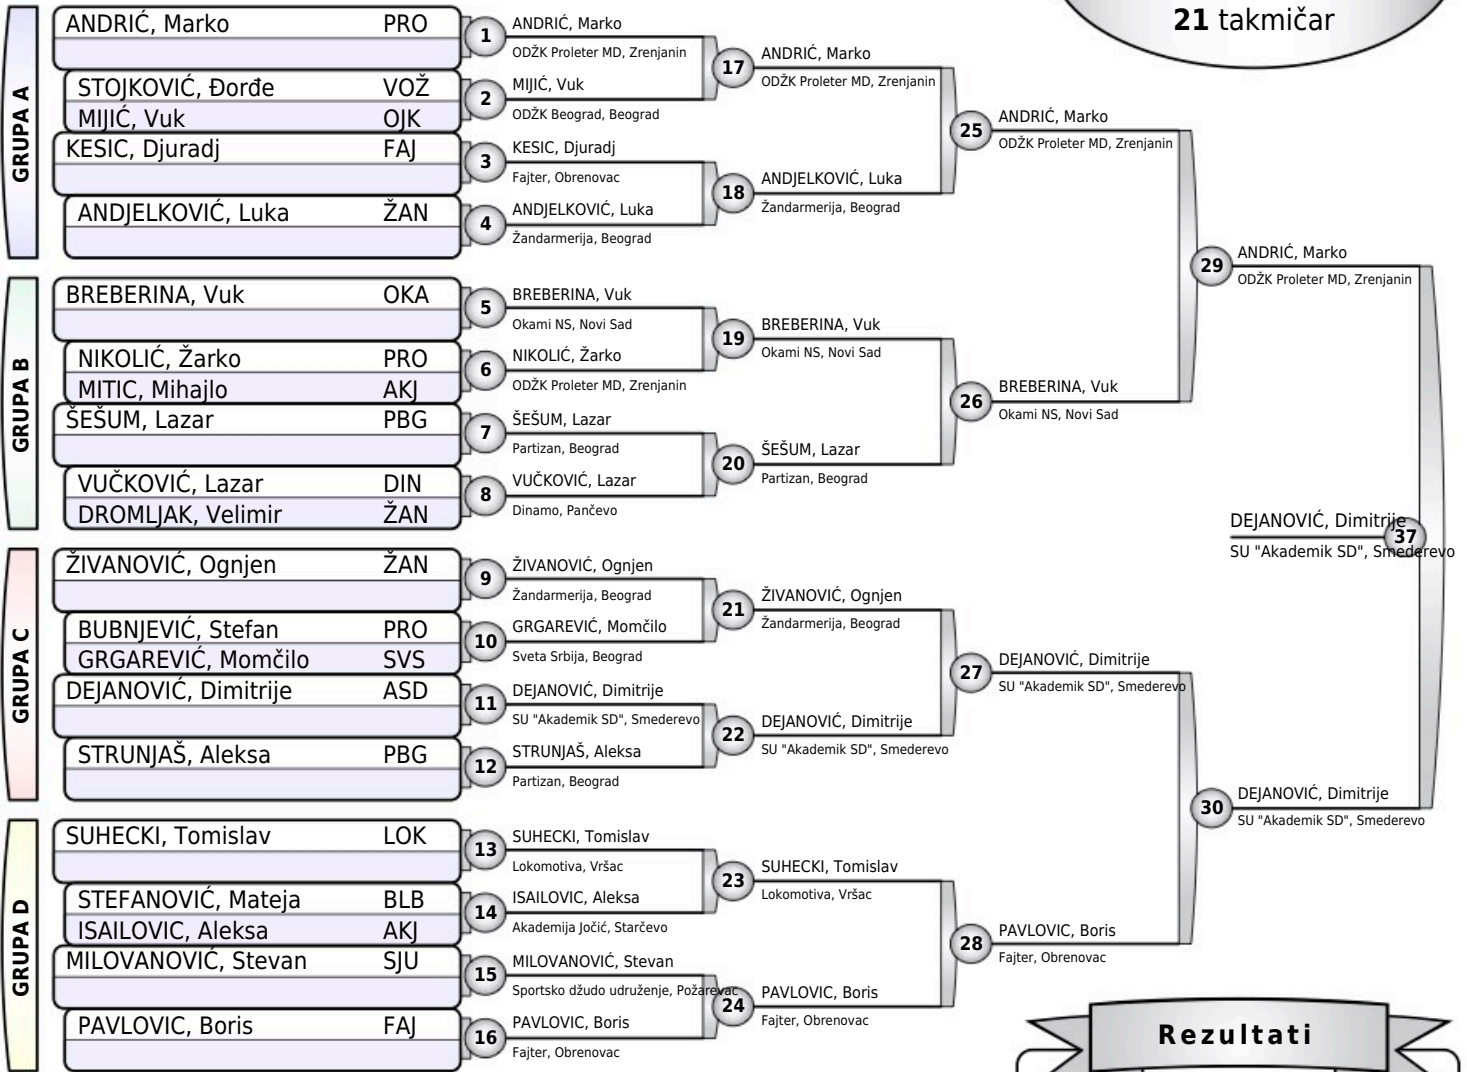 21 takmičar
GRUPA A
ANDRIĆ, Marko PRO
STOJKOVIĆ, Đorđe VOŽ
MIJIĆ, Vuk OJK
KESIC, Djuradj FAJ
ANDJELKOVIĆ, Luka ŽAN
1
ANDRIĆ, Marko
ODŽK Proleter MD, Zrenjanin
2
MIJIĆ, Vuk
ODŽK Beograd, Beograd
3
KESIC, Djuradj
Fajter, Obrenovac
4
ANDJELKOVIĆ, Luka
Žandarmerija, Beograd
17
ANDRIĆ, Marko
ODŽK Proleter MD, Zrenjanin
18
ANDJELKOVIĆ, Luka
Žandarmerija, Beograd
25
ANDRIĆ, Marko
ODŽK Proleter MD, Zrenjanin
GRUPA B
BREBERINA, Vuk OKA
NIKOLIĆ, Žarko PRO
MITIC, Mihajlo AKJ
ŠEŠUM, Lazar PBG
VUČKOVIĆ, Lazar DIN
DROMLJAK, Velimir ŽAN
5
BREBERINA, Vuk
Okami NS, Novi Sad
6
NIKOLIĆ, Žarko
ODŽK Proleter MD, Zrenjanin
7
ŠEŠUM, Lazar
Partizan, Beograd
8
VUČKOVIĆ, Lazar
Dinamo, Pančevo
19
BREBERINA, Vuk
Okami NS, Novi Sad
20
ŠEŠUM, Lazar
Partizan, Beograd
26
BREBERINA, Vuk
Okami NS, Novi Sad
29
ANDRIĆ, Marko
ODŽK Proleter MD, Zrenjanin
GRUPA C
ŽIVANOVIĆ, Ognjen ŽAN
BUBNJEVIĆ, Stefan PRO
GRGAREVIĆ, Momčilo SVS
DEJANOVIĆ, Dimitrije ASD
STRUNJAŠ, Aleksa PBG
9
ŽIVANOVIĆ, Ognjen
Žandarmerija, Beograd
10
GRGAREVIĆ, Momčilo
Sveta Srbija, Beograd
11
DEJANOVIĆ, Dimitrije
SU "Akademik SD", Smederevo
12
STRUNJAŠ, Aleksa
Partizan, Beograd
21
ŽIVANOVIĆ, Ognjen
Žandarmerija, Beograd
22
DEJANOVIĆ, Dimitrije
SU "Akademik SD", Smederevo
27
DEJANOVIĆ, Dimitrije
SU "Akademik SD", Smederevo
GRUPA D
SUHECKI, Tomislav LOK
STEFANOVIĆ, Mateja BLB
ISAILOVIC, Aleksa AKJ
MILOVANOVIĆ, Stevan SJU
PAVLOVIC, Boris FAJ
13
SUHECKI, Tomislav
Lokomotiva, Vršac
14
ISAILOVIC, Aleksa
Akademija Jočić, Starčevo
15
MILOVANOVIĆ, Stevan
Sportsko džudo udruženje, Požarevac
16
PAVLOVIC, Boris
Fajter, Obrenovac
23
SUHECKI, Tomislav
Lokomotiva, Vršac
24
PAVLOVIC, Boris
Fajter, Obrenovac
28
PAVLOVIC, Boris
Fajter, Obrenovac
30
DEJANOVIĆ, Dimitrije
SU "Akademik SD", Smederevo
DEJANOVIĆ, Dimitrije
37
SU "Akademik SD", Smederevo
Rezultati